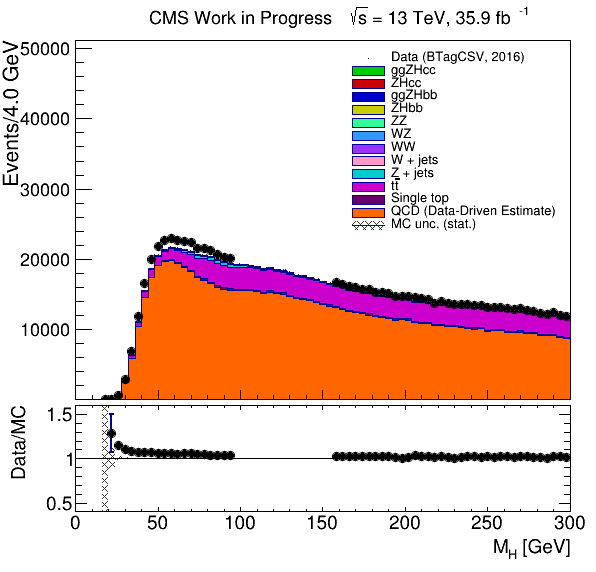 CMS Work in Progress √s = 13 TeV, 35.9 fb⁻¹
Events/4.0 GeV
50000
40000
30000
20000
10000
Data (BTagCSV, 2016)
ggZHcc
ZHcc
ggZHbb
ZHbb
ZZ
WZ
WW
W + jets
Z + jets
tt̅
Single top
QCD (Data-Driven Estimate)
MC unc. (stat.)
Data/MC
1.5
1
0.5
0 50 100 150 200 250 300
M_H [GeV]